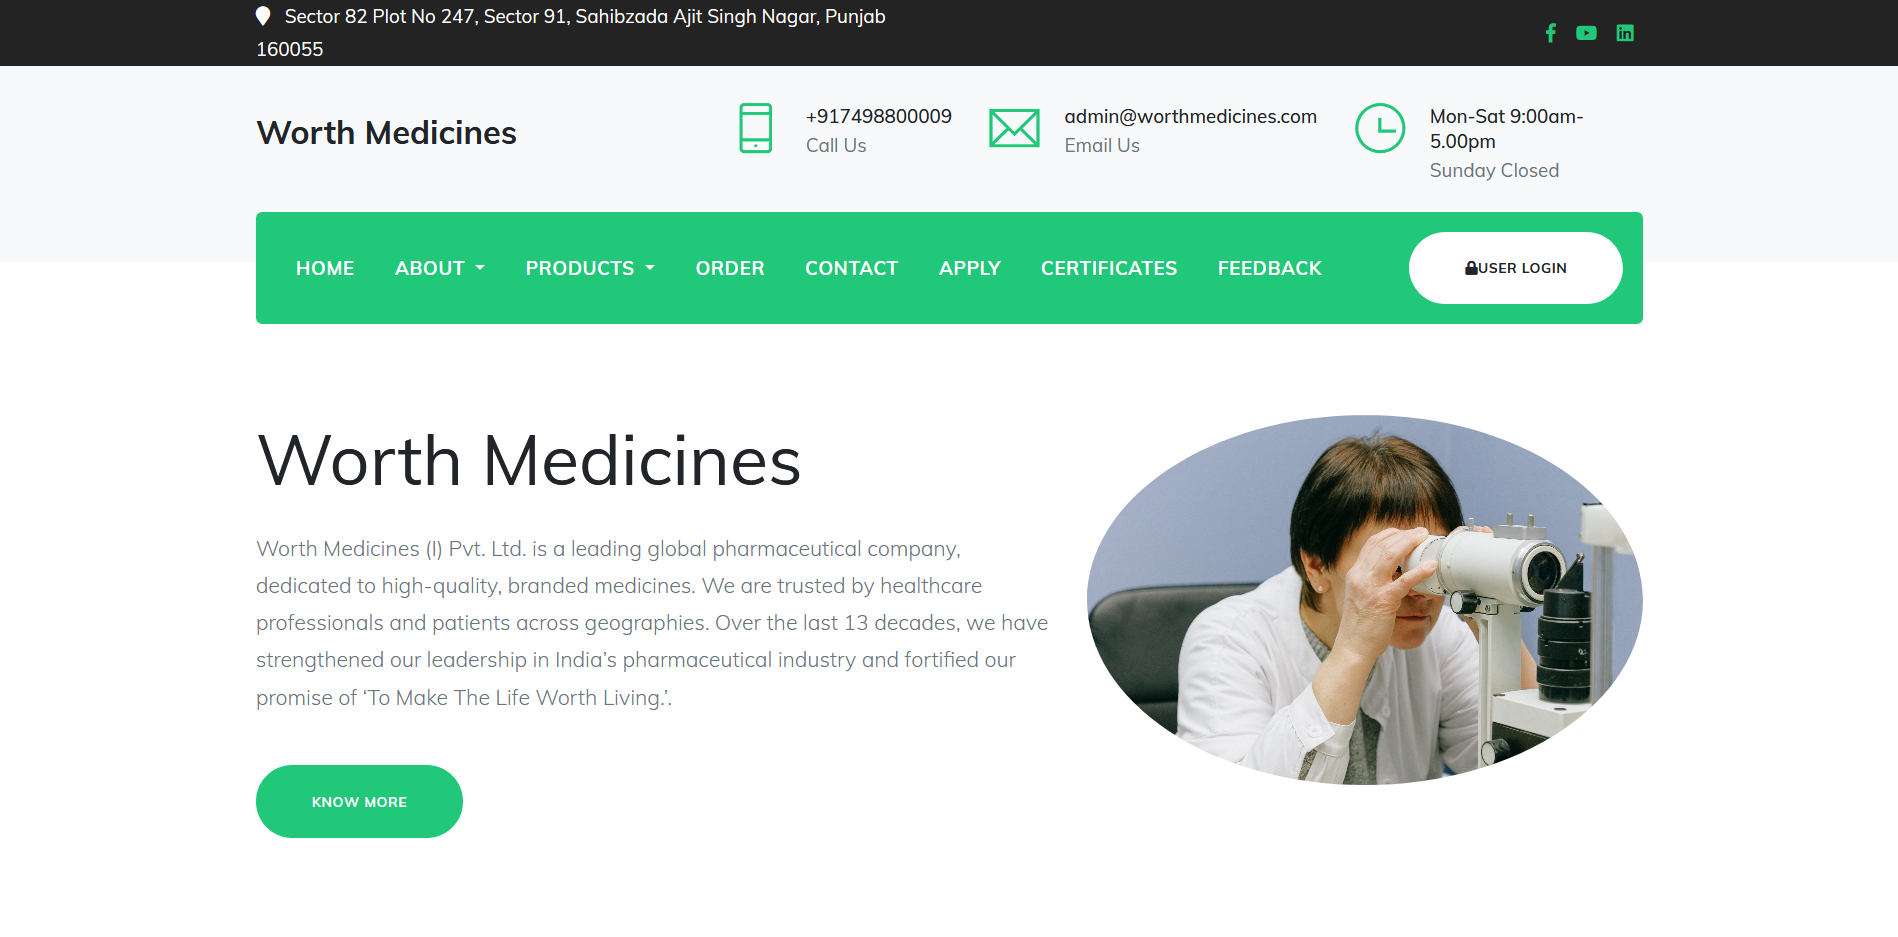 Sector 82 Plot No 247, Sector 91, Sahibzada Ajit Singh Nagar, Punjab
160055
Worth Medicines
+917498800009
Call Us
admin@worthmedicines.com
Email Us
Mon-Sat 9:00am-
5.00pm
Sunday Closed
HOME ABOUT PRODUCTS ORDER CONTACT APPLY CERTIFICATES FEEDBACK USER LOGIN
Worth Medicines
Worth Medicines (I) Pvt. Ltd. is a leading global pharmaceutical company,
dedicated to high-quality, branded medicines. We are trusted by healthcare
professionals and patients across geographies. Over the last 13 decades, we have
strengthened our leadership in India’s pharmaceutical industry and fortified our
promise of ‘To Make The Life Worth Living.’.
KNOW MORE